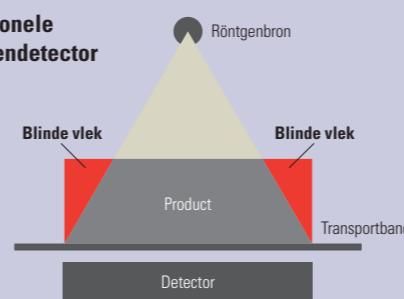 onele
endetector
Röntgenbron
Blinde vlek
Blinde vlek
Product
Transportband
Detector